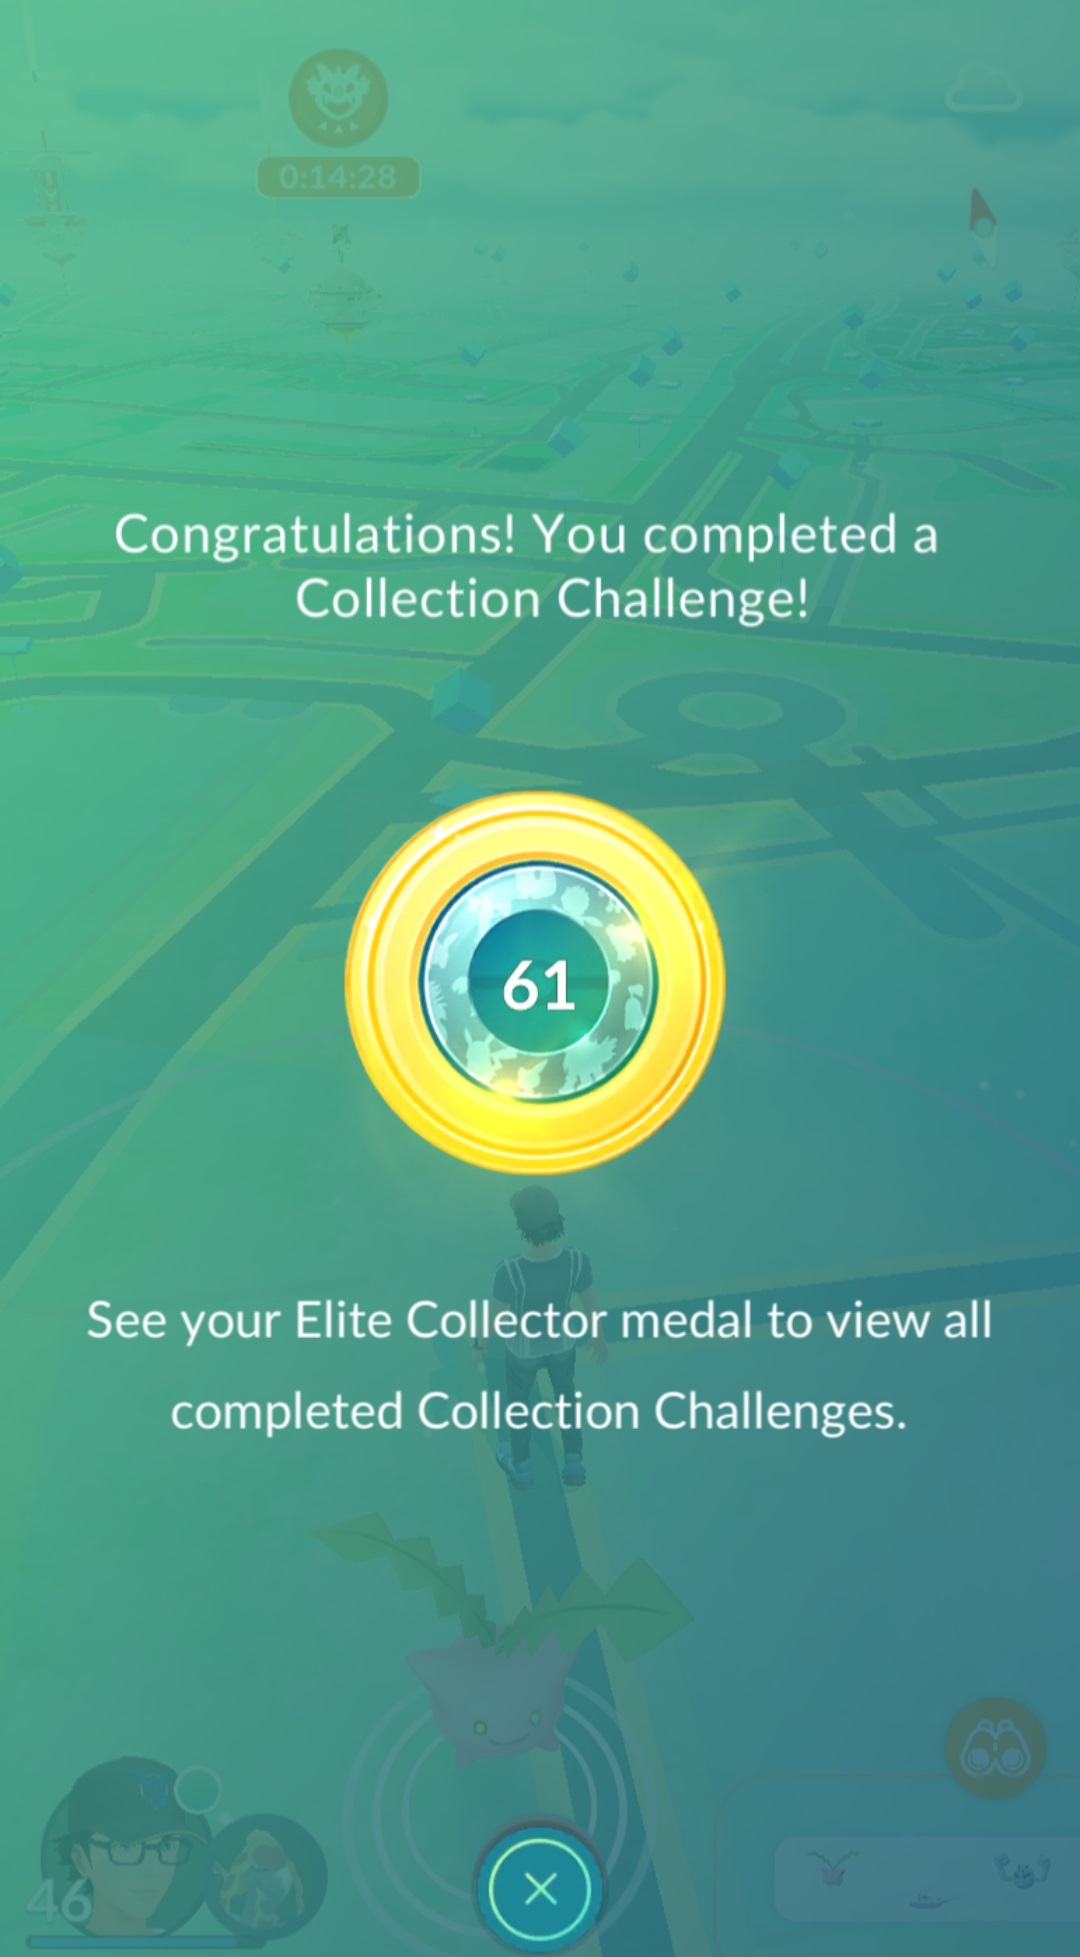 0:14:28
Congratulations! You completed a
Collection Challenge!
61
See your Elite Collector medal to view all
completed Collection Challenges.
46